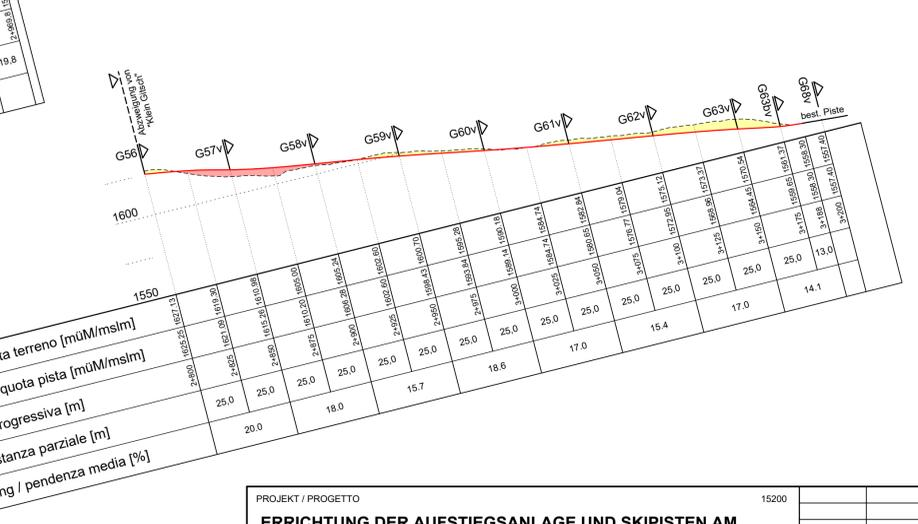 2+969.8
19.8
Abzweigung von
"Klein Gitsch"
G56
G57v
G58v
G59v
G60v
G61v
G62v
G63v
G63bv
G68v
best. Piste
1600
1550
ta terreno [müM/mslm] 1627.13 1619.30 1610.98 1605.00 1605.24 1602.60 1600.70 1595.28 1590.18 1584.74 1582.84 1579.04 1575.12 1573.37 1570.54 1561.37 1558.30 1557.40
quota pista [müM/mslm] 1625.25 1621.09 1615.26 1610.20 1606.28 1602.60 1598.43 1593.84 1589.14 1584.74 1580.65 1576.77 1572.95 1568.96 1564.45 1559.65 1558.30 1557.40
rogressiva [m] 2+800 2+825 2+850 2+875 2+900 2+925 2+950 2+975 3+000 3+025 3+050 3+075 3+100 3+125 3+150 3+175 3+188 3+200
stanza parziale [m] 25,0 25,0 25,0 25,0 25,0 25,0 25,0 25,0 25,0 25,0 25,0 25,0 25,0 25,0 25,0 13,0
ng / pendenza media [%] 20.0 18.0 15.7 18.6 17.0 15.4 17.0 14.1
PROJEKT / PROGETTO 15200
ERRICHTUNG DER AUFSTIEGSANLAGE UND SKIPISTEN AM